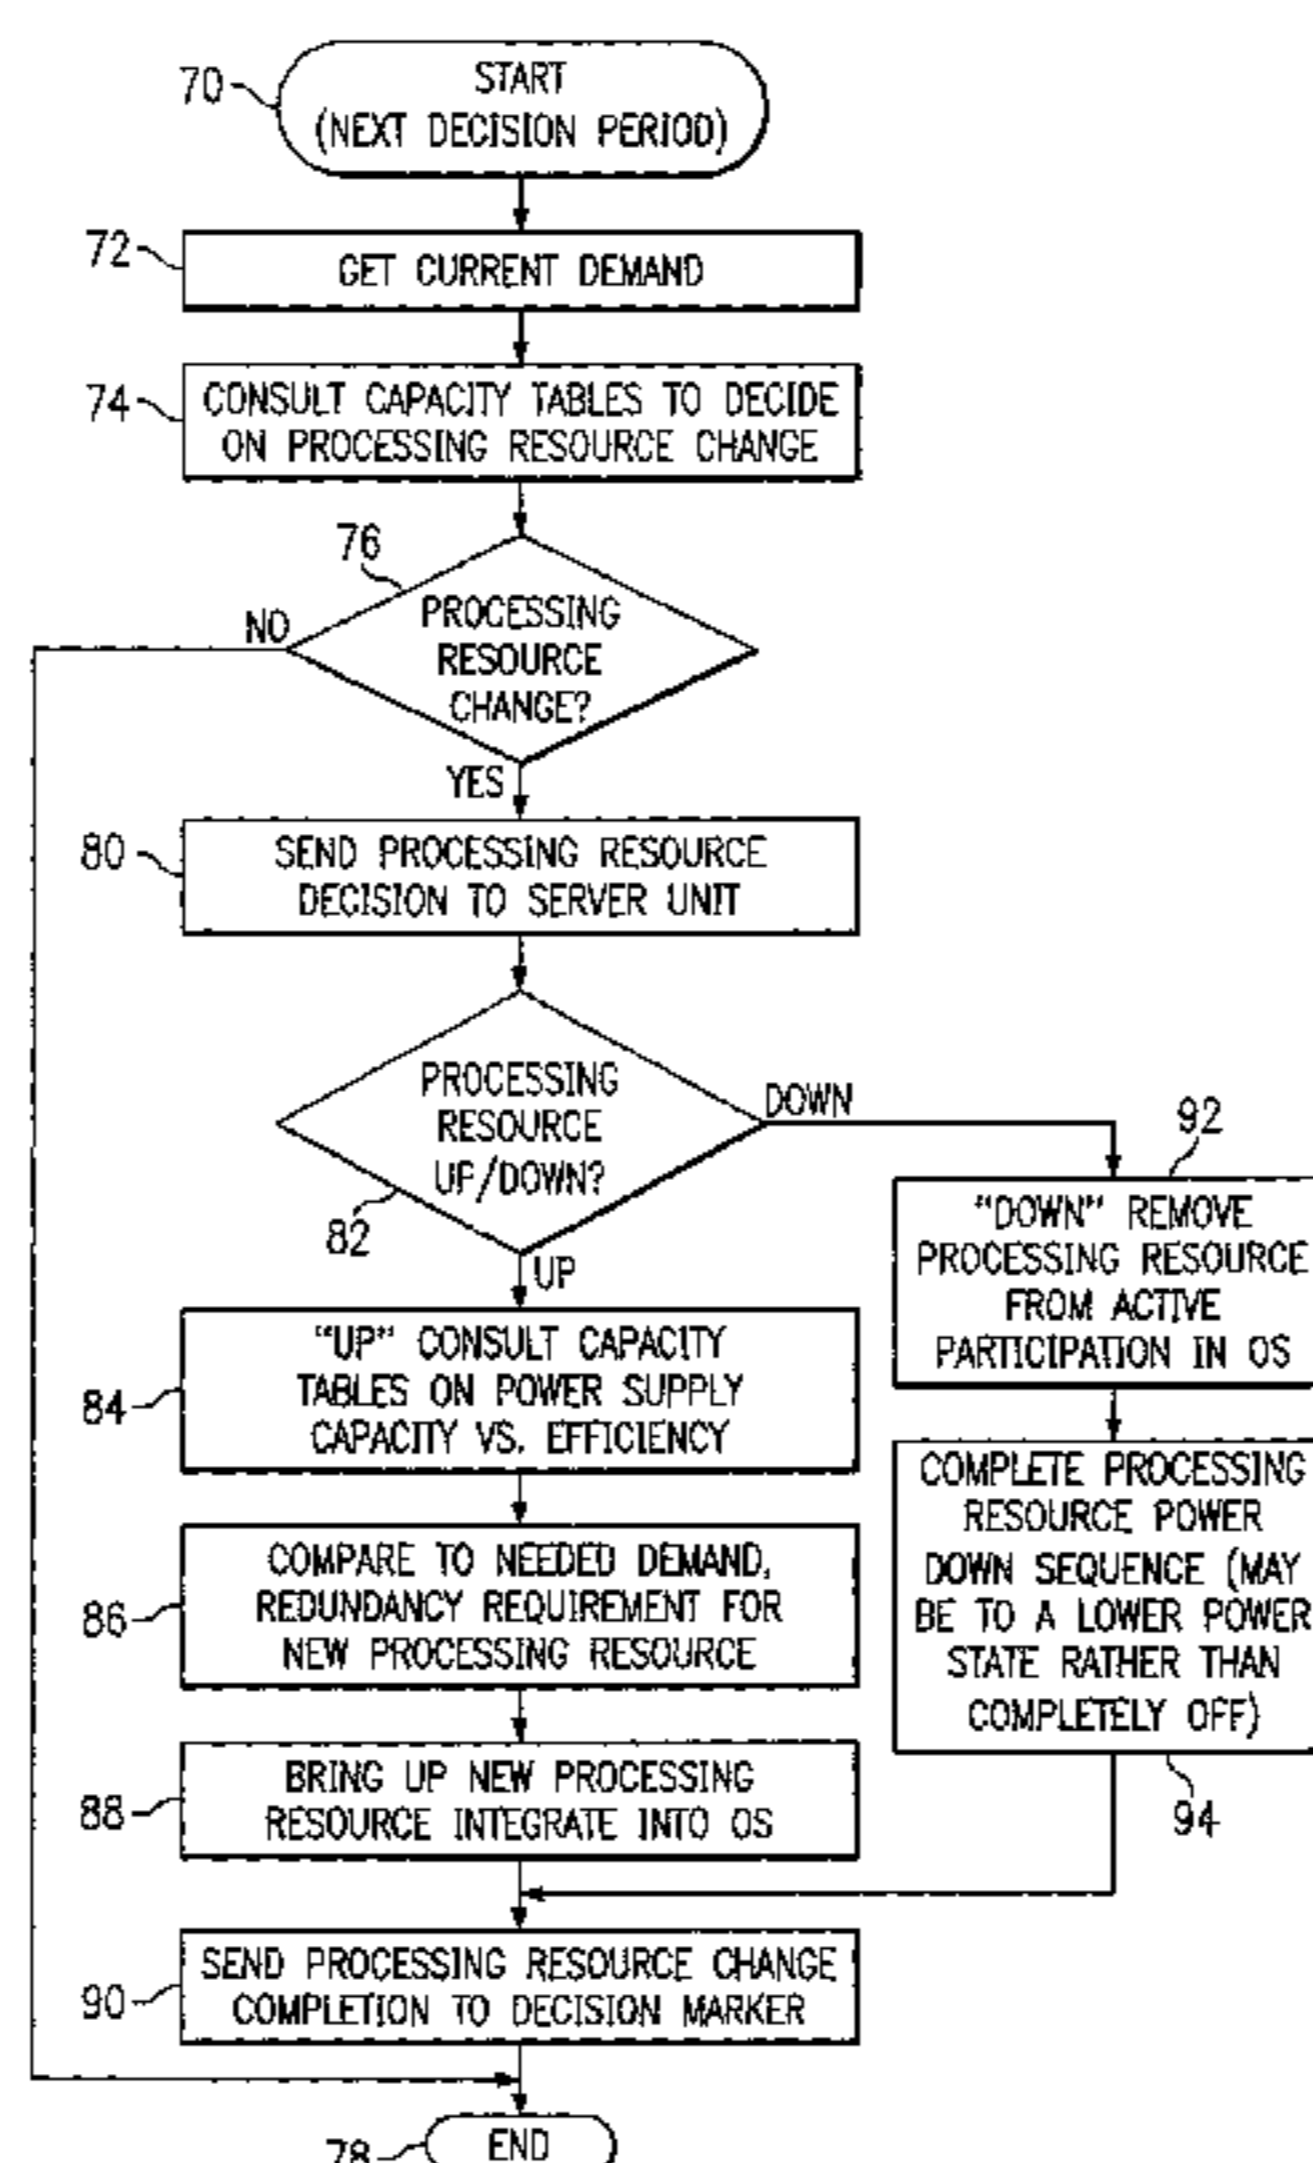 70
START
(NEXT DECISION PERIOD)
72
GET CURRENT DEMAND
74
CONSULT CAPACITY TABLES TO DECIDE
ON PROCESSING RESOURCE CHANGE
76
PROCESSING
RESOURCE
CHANGE?
NO
YES
80
SEND PROCESSING RESOURCE
DECISION TO SERVER UNIT
PROCESSING
RESOURCE
UP/DOWN?
82
DOWN
UP
92
"DOWN" REMOVE
PROCESSING RESOURCE
FROM ACTIVE
PARTICIPATION IN OS
84
"UP" CONSULT CAPACITY
TABLES ON POWER SUPPLY
CAPACITY VS. EFFICIENCY
COMPLETE PROCESSING
RESOURCE POWER
DOWN SEQUENCE (MAY
BE TO A LOWER POWER
STATE RATHER THAN
COMPLETELY OFF)
94
86
COMPARE TO NEEDED DEMAND,
REDUNDANCY REQUIREMENT FOR
NEW PROCESSING RESOURCE
88
BRING UP NEW PROCESSING
RESOURCE INTEGRATE INTO OS
90
SEND PROCESSING RESOURCE CHANGE
COMPLETION TO DECISION MARKER
78
END